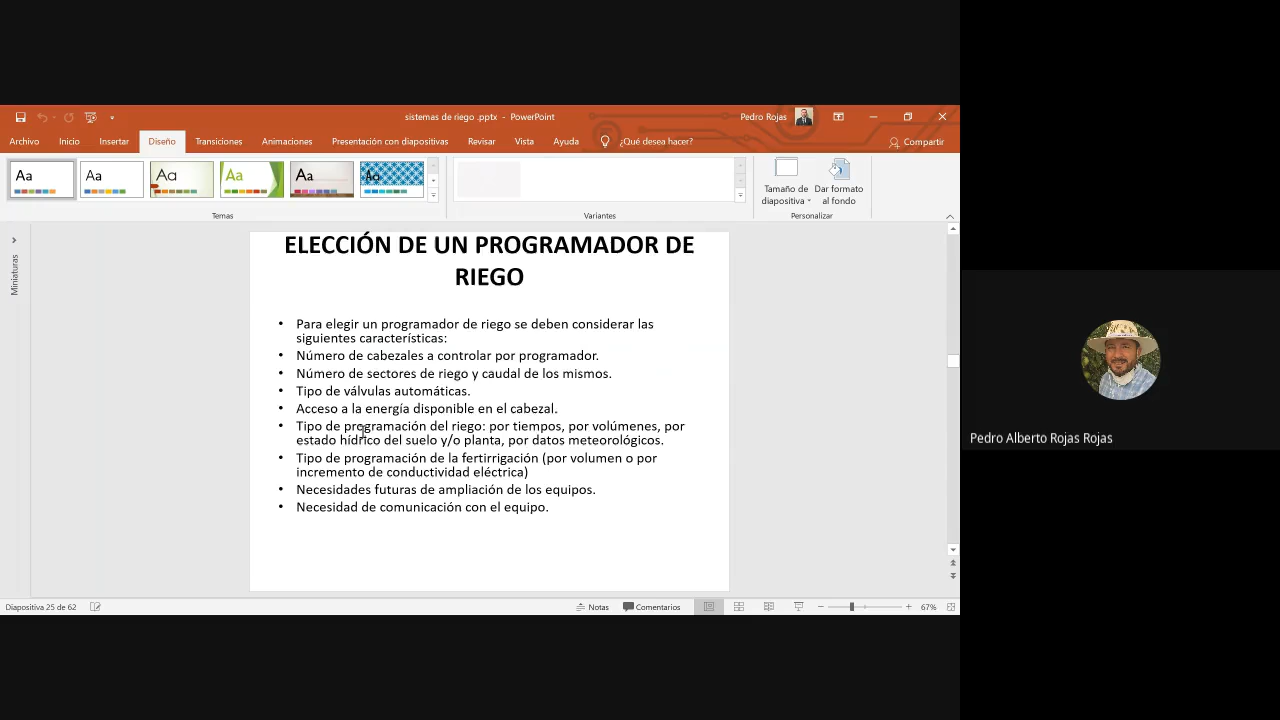 sistemas de riego .pptx - PowerPoint
Pedro Rojas
Archivo Inicio Insertar Diseño Transiciones Animaciones Presentación con diapositivas Revisar Vista Ayuda ¿Qué desea hacer? Compartir
Aa Aa Aa Aa Aa Aa
Tamaño de diapositiva
Dar formato al fondo
Temas Variantes Personalizar
Miniaturas
ELECCIÓN DE UN PROGRAMADOR DE
RIEGO
• Para elegir un programador de riego se deben considerar las
siguientes características:
• Número de cabezales a controlar por programador.
• Número de sectores de riego y caudal de los mismos.
• Tipo de válvulas automáticas.
• Acceso a la energía disponible en el cabezal.
• Tipo de programación del riego: por tiempos, por volúmenes, por
estado hídrico del suelo y/o planta, por datos meteorológicos.
• Tipo de programación de la fertirrigación (por volumen o por
incremento de conductividad eléctrica)
• Necesidades futuras de ampliación de los equipos.
• Necesidad de comunicación con el equipo.
Pedro Alberto Rojas Rojas
Diapositiva 25 de 62 Notas Comentarios 67%